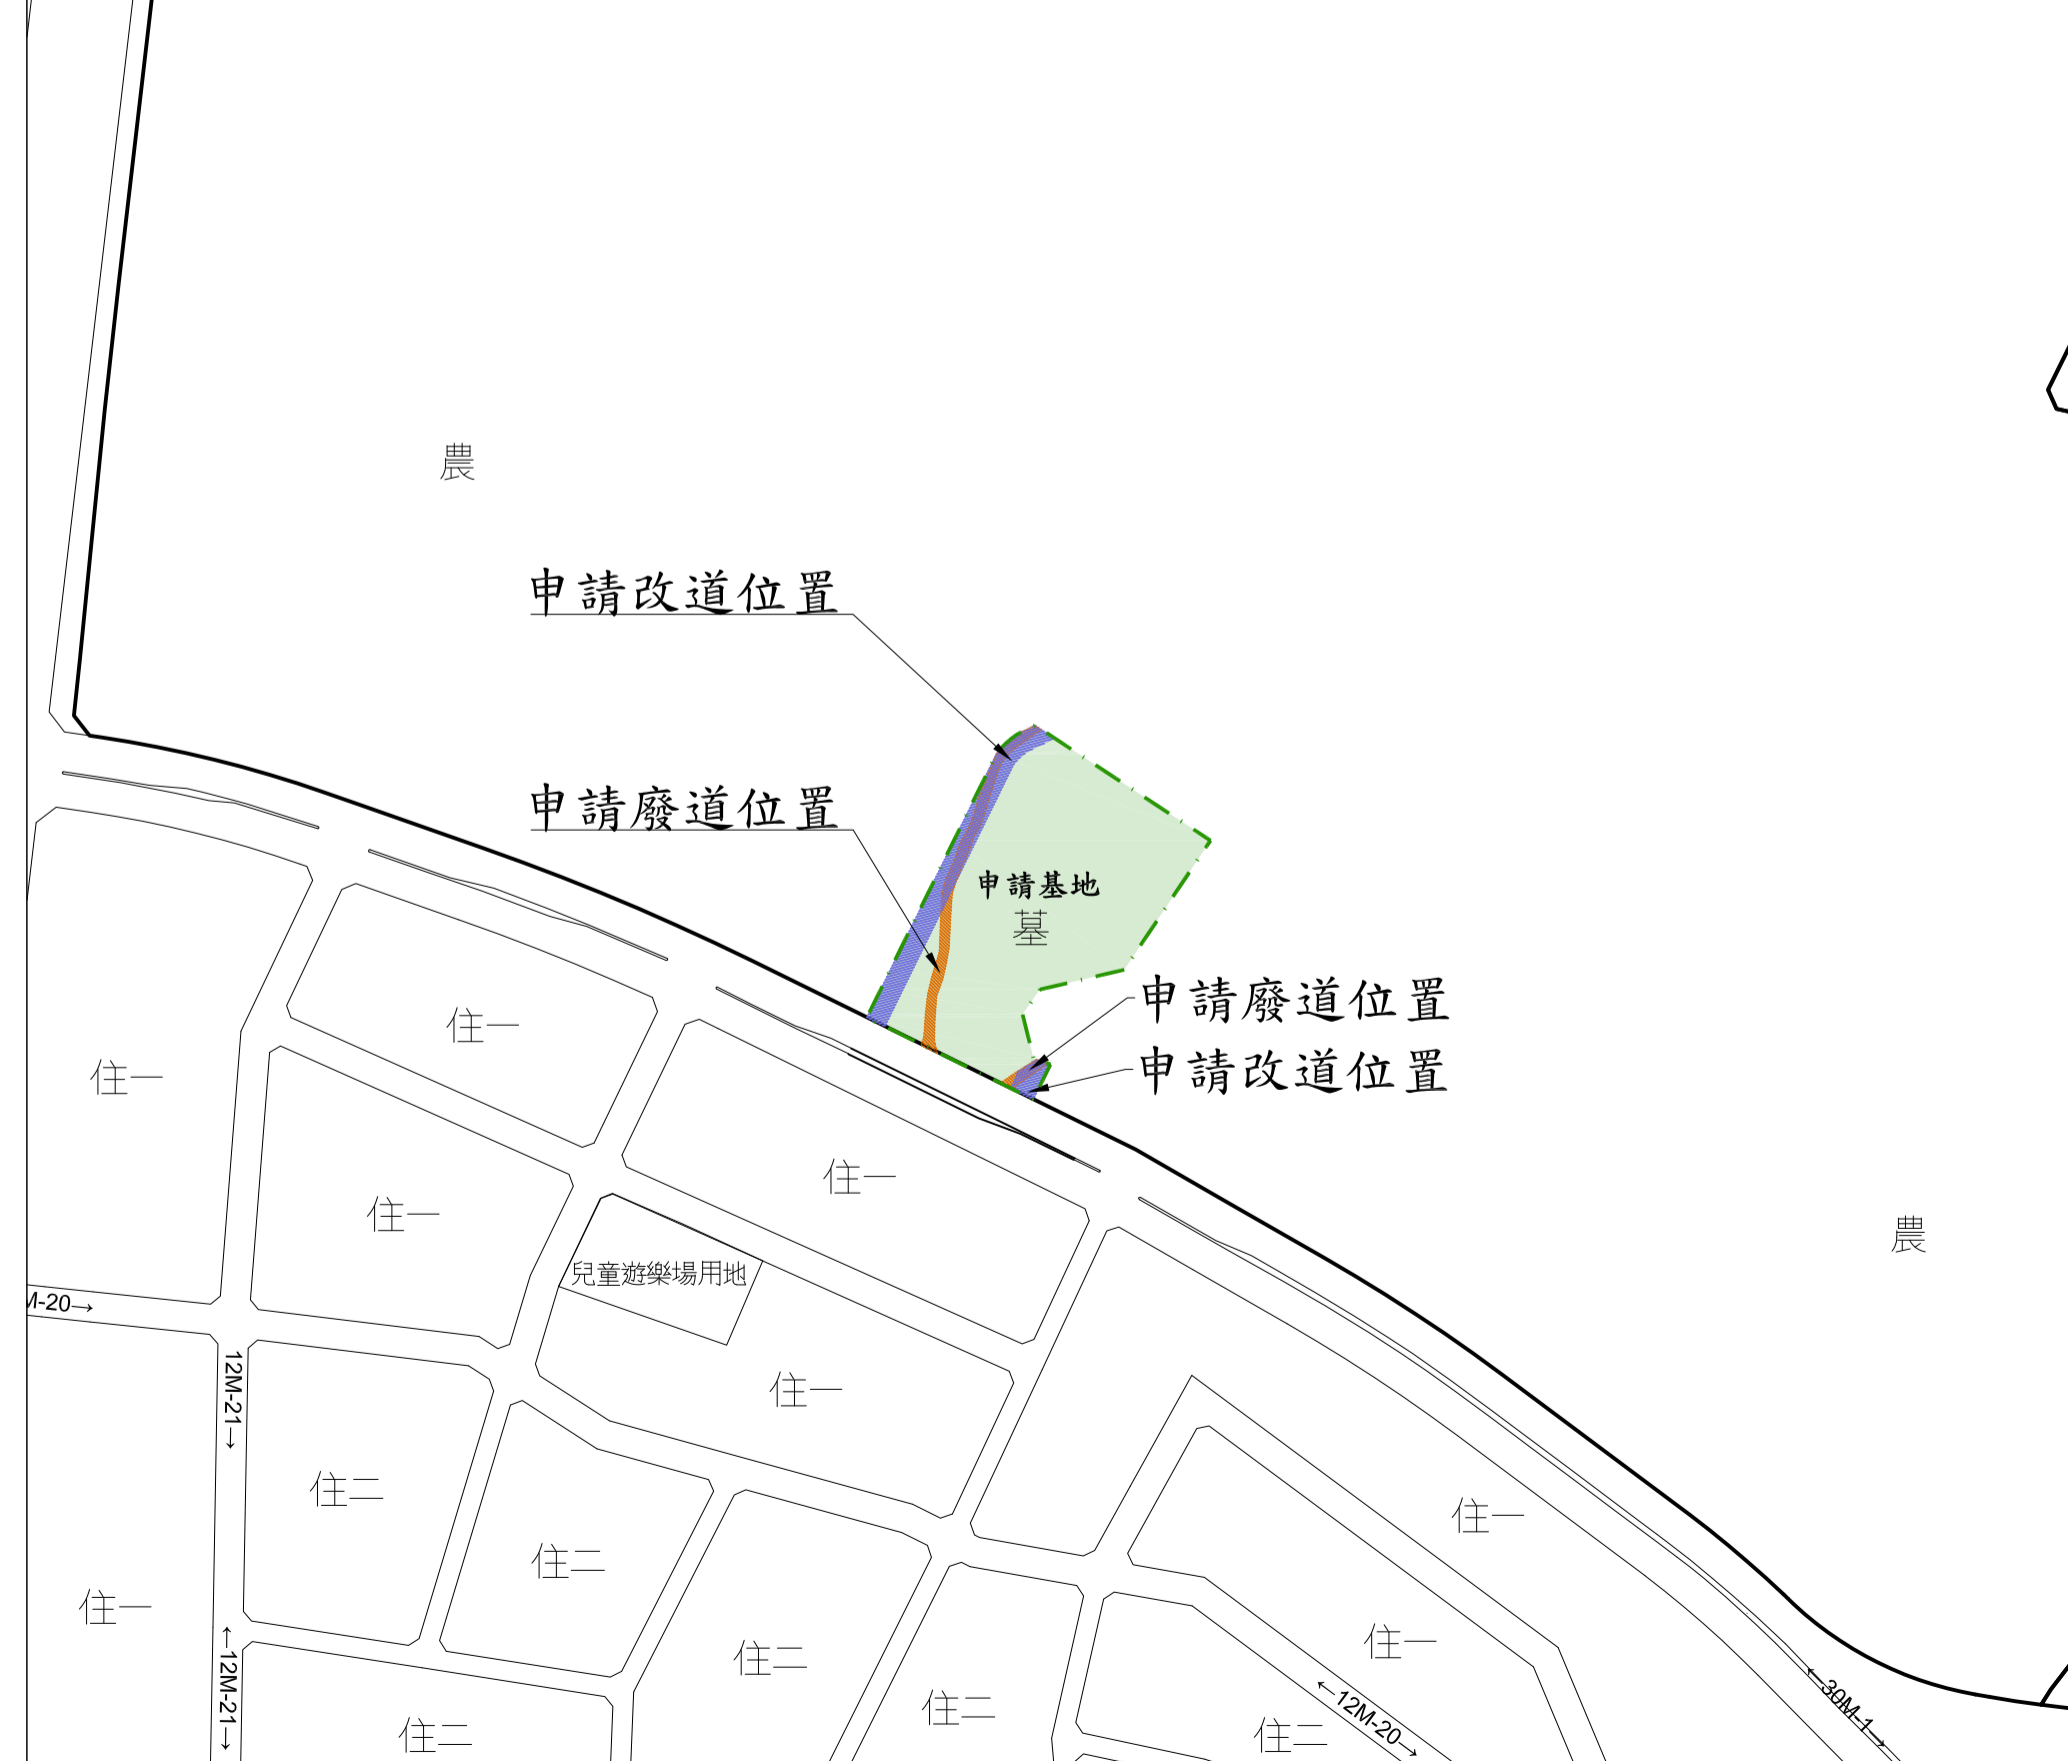 農
申請改道位置
申請廢道位置
申請基地
墓
申請廢道位置
申請改道位置
住一
住一
住一
住一
農
兒童遊樂場用地
M-20→
12M-21→
住一
住二
住一
住二
住一
←12M-21→
住一
住二
住二
←30M-1→
←12M-20→
住二
住二